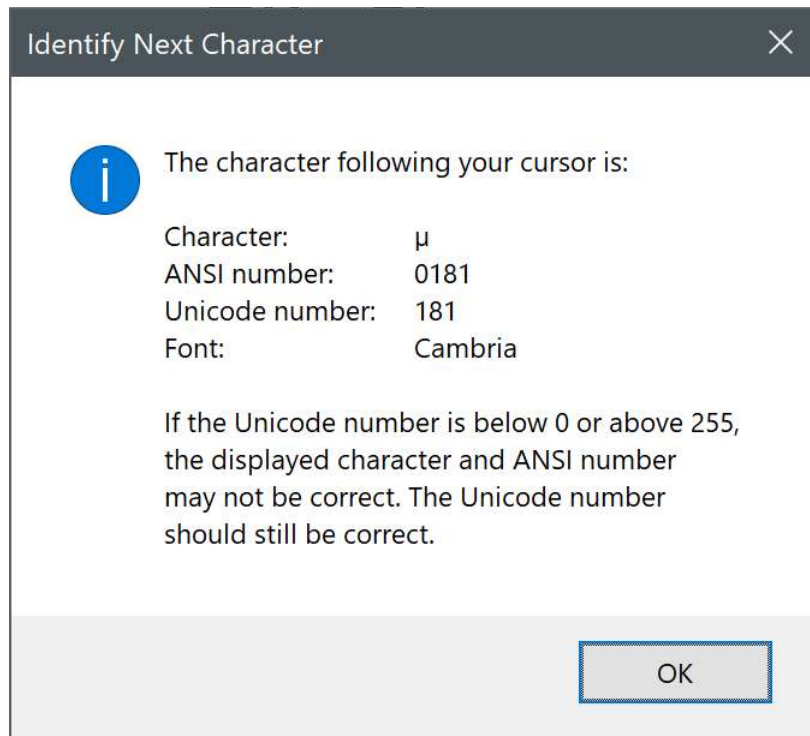 Identify Next Character
The character following your cursor is:
Character: µ
ANSI number: 0181
Unicode number: 181
Font: Cambria
If the Unicode number is below 0 or above 255,
the displayed character and ANSI number
may not be correct. The Unicode number
should still be correct.
OK